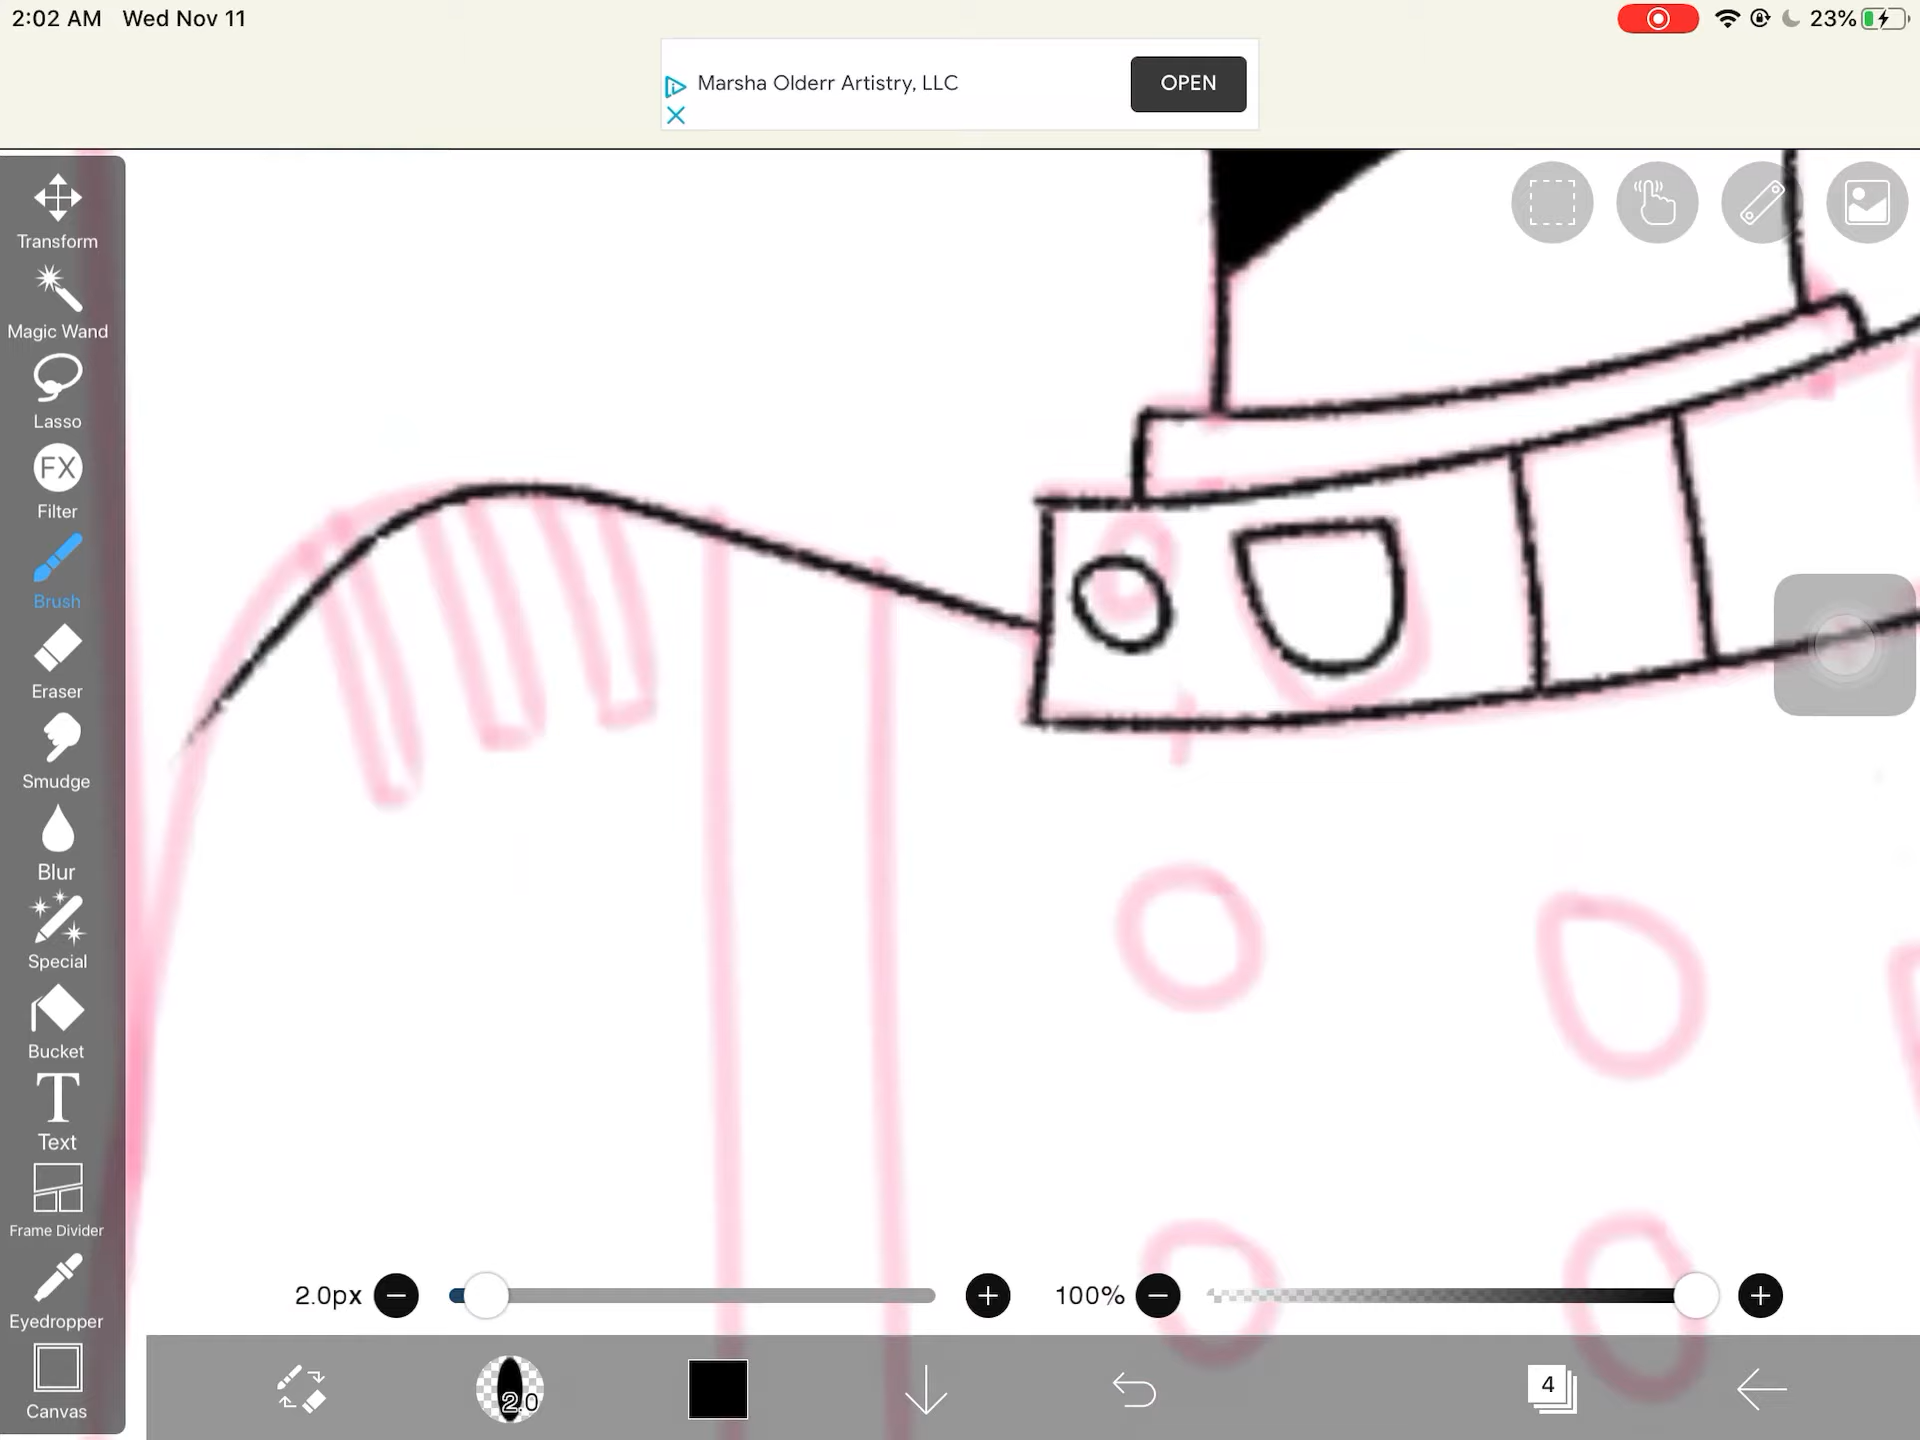 2:02 AM Wed Nov 11
23%
Marsha Olderr Artistry, LLC
OPEN
Transform
Magic Wand
Lasso
FX
Filter
Brush
Eraser
Smudge
Blur
Special
Bucket
T
Text
Frame Divider
Eyedropper
Canvas
2.0px
100%
2.0
4